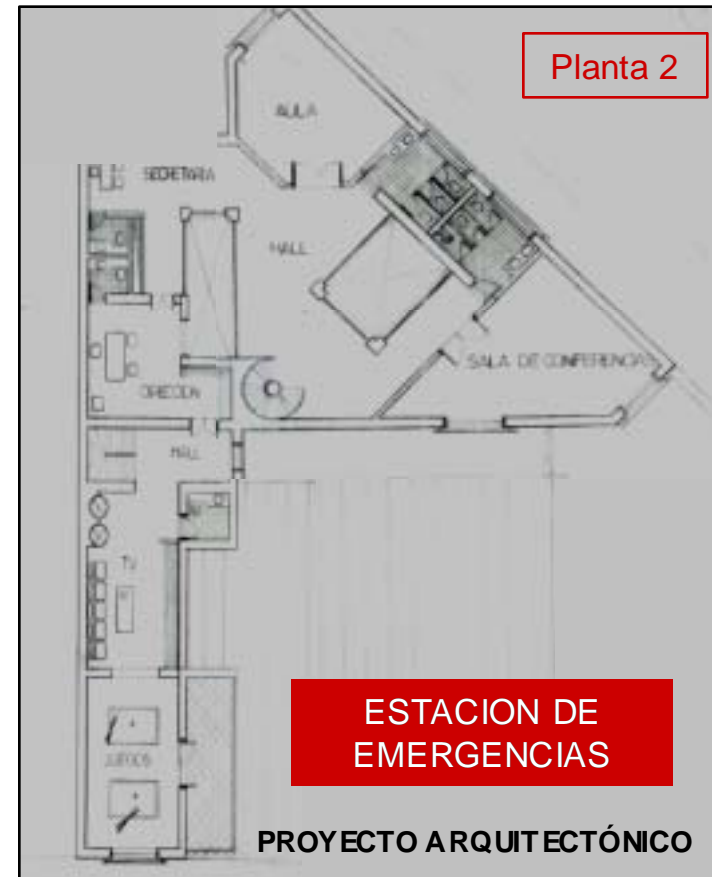 Planta 2
AULA
SECRETARIA
HALL
SALA DE CONFERENCIAS
DIRECCION
HALL
TV
JUEGOS
ESTACION DE
EMERGENCIAS
PROYECTO ARQUITECTÓNICO